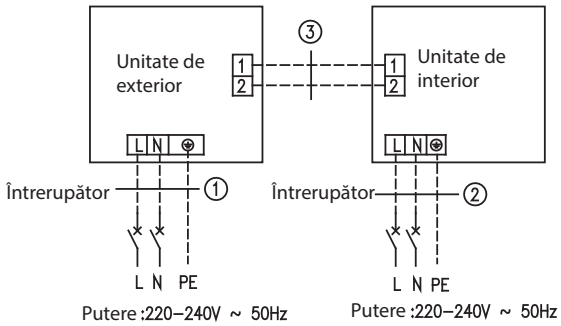 ③
Unitate de
exterior
1
2
1
2
Unitate de
interior
L N
L N
Întrerupător ①
Întrerupător ②
L N PE
L N PE
Putere :220-240V ~ 50Hz
Putere :220-240V ~ 50Hz